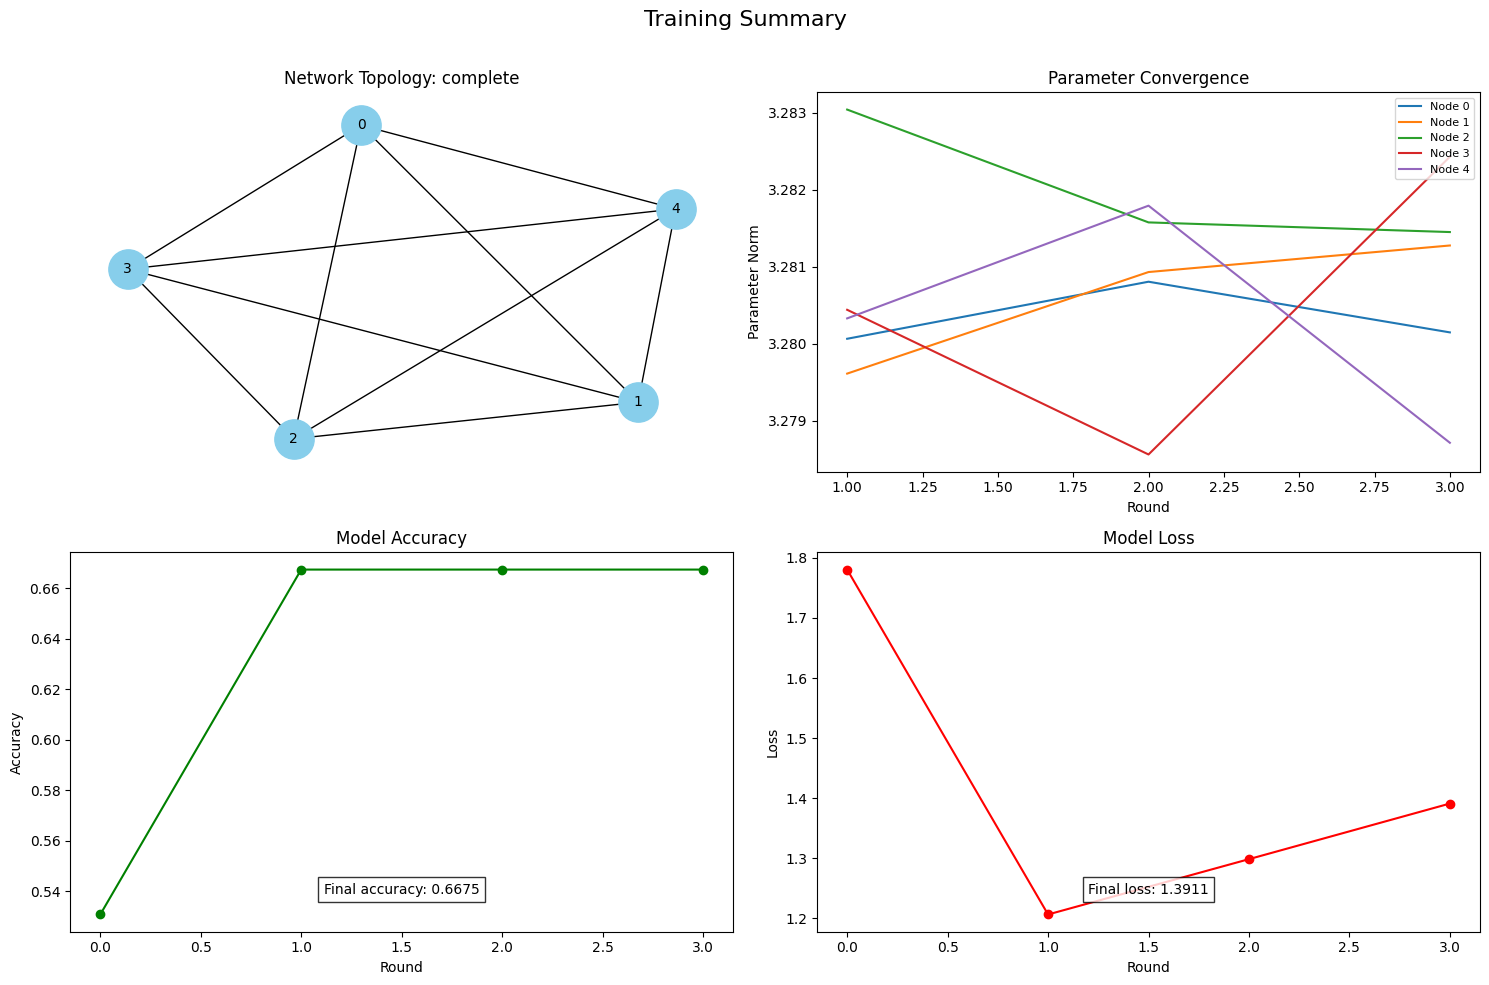 Training Summary
Network Topology: complete
0
4
3
1
2
Parameter Convergence
Parameter Norm
3.283
3.282
3.281
3.280
3.279
Node 0
Node 1
Node 2
Node 3
Node 4
1.00 1.25 1.50 1.75 2.00 2.25 2.50 2.75 3.00
Round
Model Accuracy
Accuracy
0.66
0.64
0.62
0.60
0.58
0.56
0.54
Final accuracy: 0.6675
0.0 0.5 1.0 1.5 2.0 2.5 3.0
Round
Model Loss
Loss
1.8
1.7
1.6
1.5
1.4
1.3
1.2
Final loss: 1.3911
0.0 0.5 1.0 1.5 2.0 2.5 3.0
Round